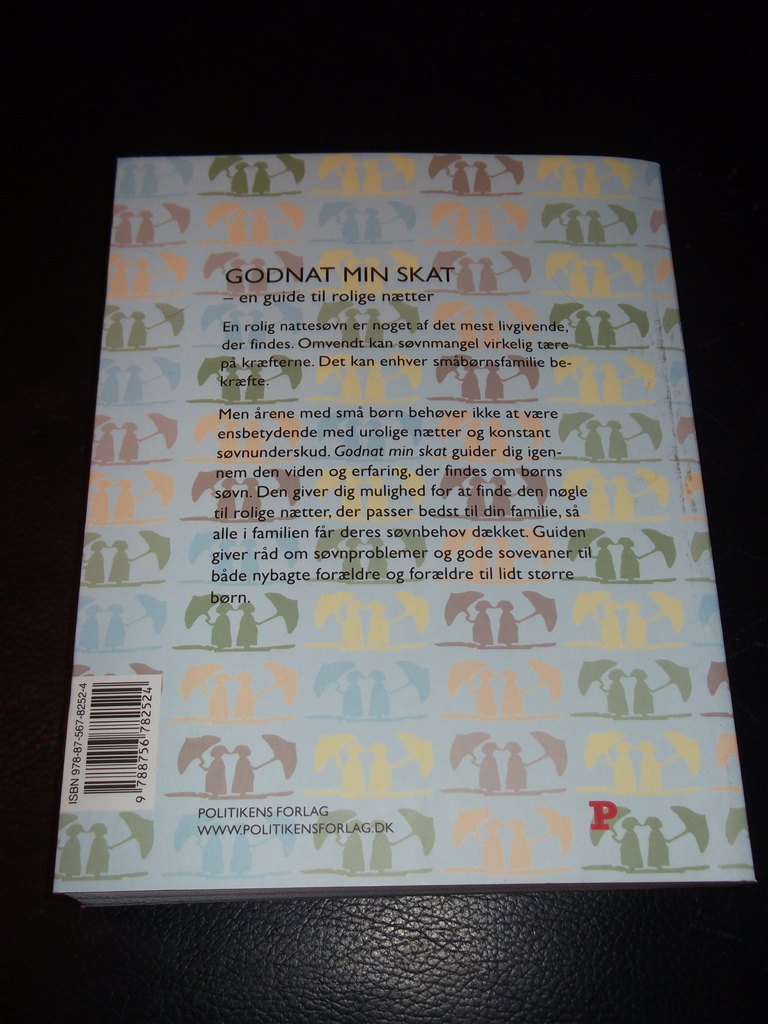 GODNAT MIN SKAT
– en guide til rolige nætter
En rolig nattesøvn er noget af det mest livgivende,
der findes. Omvendt kan søvnmangel virkelig tære
på kræfterne. Det kan enhver småbørnsfamilie be-
kræfte.
Men årene med små børn behøver ikke at være
ensbetydende med urolige nætter og konstant
søvnunderskud. Godnat min skat guider dig igen-
nem den viden og erfaring, der findes om børns
søvn. Den giver dig mulighed for at finde den nøgle
til rolige nætter, der passer bedst til din familie, så
alle i familien får deres søvnbehov dækket. Guiden
giver råd om søvnproblemer og gode sovevaner til
både nybagte forældre og forældre til lidt større
børn.
ISBN 978-87-567-8252-4
9 788756 782524
POLITIKENS FORLAG
WWW.POLITIKENSFORLAG.DK
P